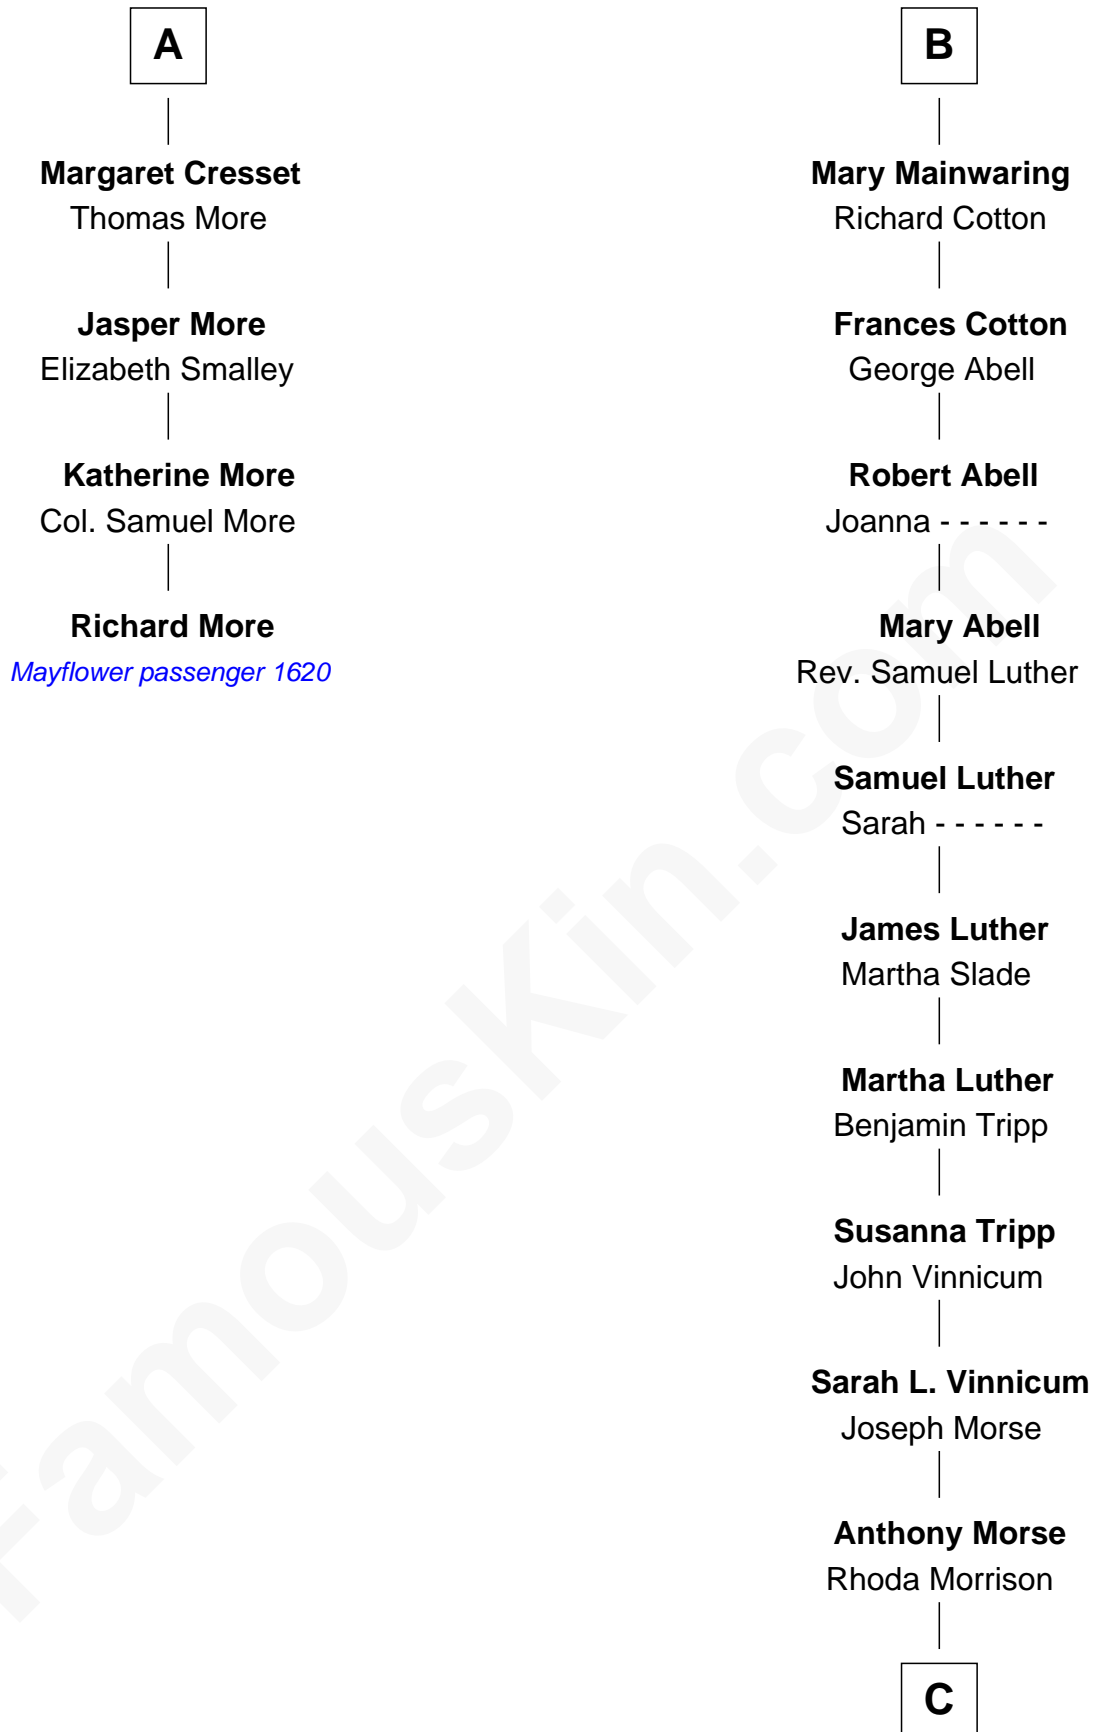 A
Margaret Cresset
Thomas More
Jasper More
Elizabeth Smalley
Katherine More
Col. Samuel More
Richard More
Mayflower passenger 1620
B
Mary Mainwaring
Richard Cotton
Frances Cotton
George Abell
Robert Abell
Joanna - - - - - -
Mary Abell
Rev. Samuel Luther
Samuel Luther
Sarah - - - - - -
James Luther
Martha Slade
Martha Luther
Benjamin Tripp
Susanna Tripp
John Vinnicum
Sarah L. Vinnicum
Joseph Morse
Anthony Morse
Rhoda Morrison
C
FamousKin.com